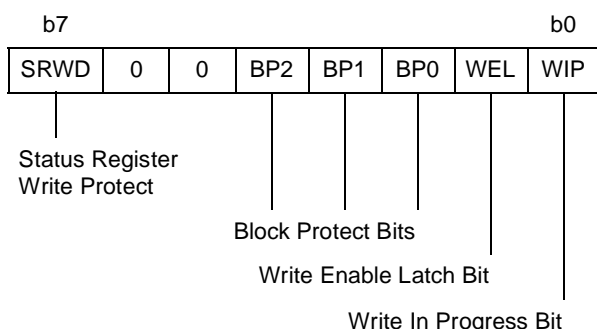 b7 b0
SRWD 0 0 BP2 BP1 BP0 WEL WIP
Status Register
Write Protect
Block Protect Bits
Write Enable Latch Bit
Write In Progress Bit